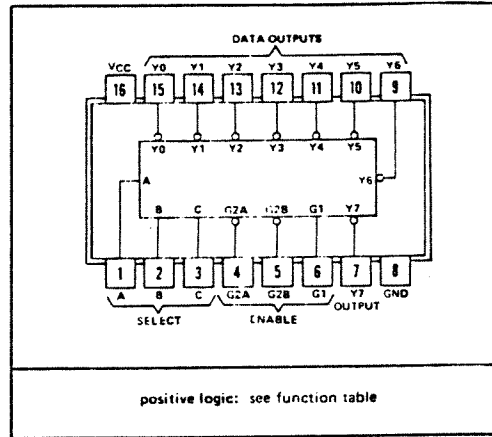 DATA OUTPUTS
VCC Y0 Y1 Y2 Y3 Y4 Y5 Y6
16 15 14 13 12 11 10 9
Y0 Y1 Y2 Y3 Y4 Y5
A Y6
B C G2A G2B G1 Y7
1 2 3 4 5 6 7 8
A B C G2A G2B G1 Y7 GND
SELECT ENABLE OUTPUT
positive logic: see function table